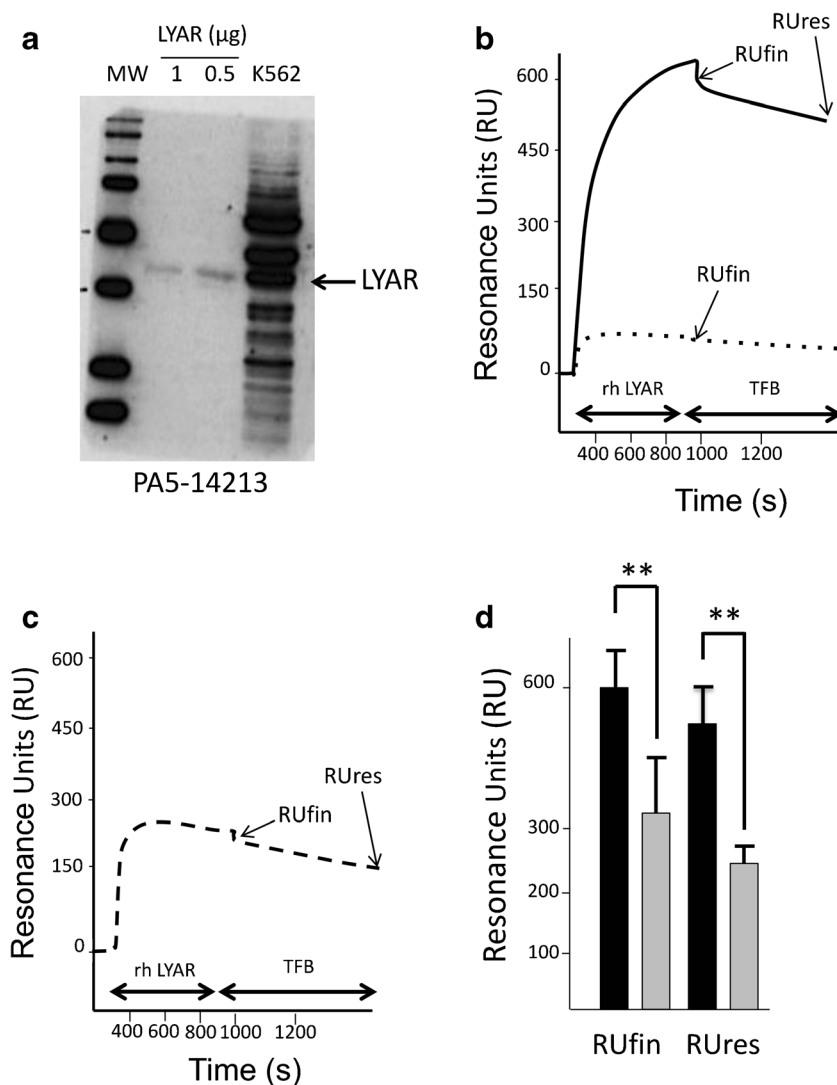 a
LYAR (μg)
MW 1 0.5 K562
LYAR
PA5-14213
b
Resonance Units (RU)
600
450
300
150
0
RUfin
RUres
RUfin
rh LYAR
TFB
400 600 800 1000 1200
Time (s)
c
Resonance Units (RU)
600
450
300
150
0
RUfin
RUres
rh LYAR
TFB
400 600 800 1000 1200
Time (s)
d
Resonance Units (RU)
600
300
200
100
**
**
RUfin RUres